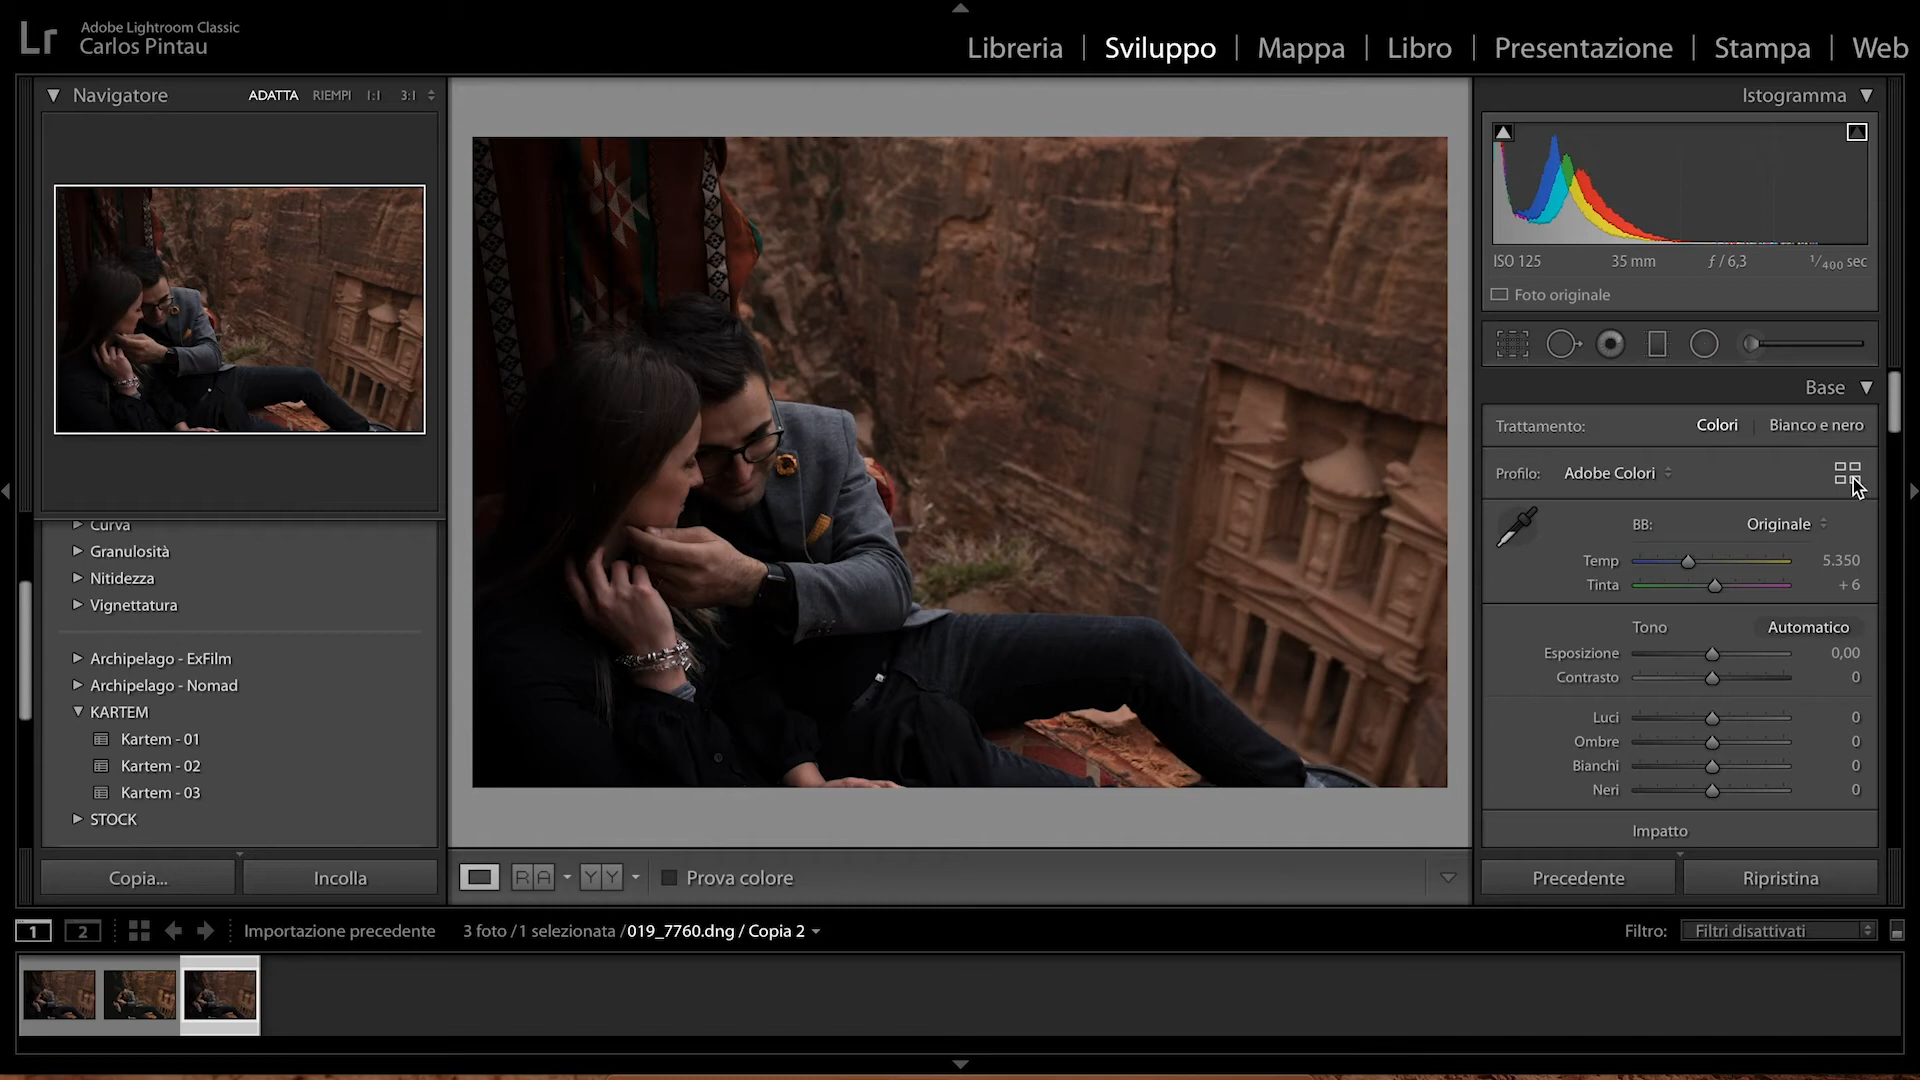 Lr
Adobe Lightroom Classic
Carlos Pintau
Libreria | Sviluppo | Mappa | Libro | Presentazione | Stampa | Web
Navigatore ADATTA RIEMPI 1:1 3:1
Curva
Granulosità
Nitidezza
Vignettatura
Archipelago - ExFilm
Archipelago - Nomad
KARTEM
Kartem - 01
Kartem - 02
Kartem - 03
STOCK
Copia... Incolla
R A Y Y Prova colore
Istogramma
ISO 125 35 mm ƒ / 6,3 1/400 sec
Foto originale
Base
Trattamento: Colori | Bianco e nero
Profilo: Adobe Colori
BB: Originale
Temp 5.350
Tinta + 6
Tono Automatico
Esposizione 0,00
Contrasto 0
Luci 0
Ombre 0
Bianchi 0
Neri 0
Impatto
Precedente Ripristina
1 2 Importazione precedente 3 foto / 1 selezionata / 019_7760.dng / Copia 2 Filtro: Filtri disattivati